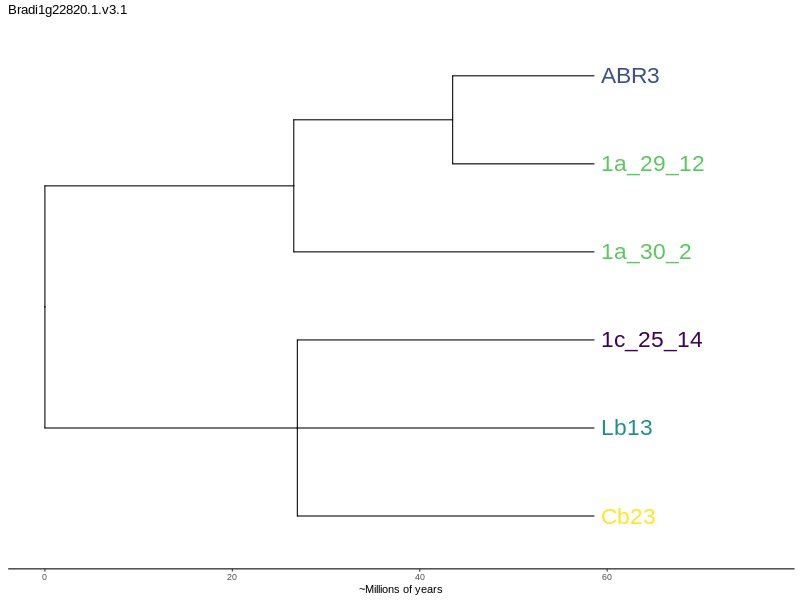 Bradi1g22820.1.v3.1
ABR3
1a_29_12
1a_30_2
1c_25_14
Lb13
Cb23
0 20 40 60
~Millions of years